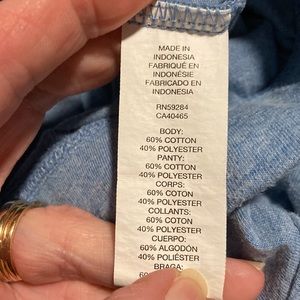 MADE IN
INDONESIA
FABRIQUÉ EN
INDONÉSIE
FABRICADO EN
INDONESIA
RN59284
CA40465
BODY:
60% COTTON
40% POLYESTER
PANTY:
60% COTTON
40% POLYESTER
CORPS:
60% COTON
40% POLYESTER
COLLANTS:
60% COTON
40% POLYESTER
CUERPO:
60% ALGODÓN
40% POLIÉSTER
BRAGA: